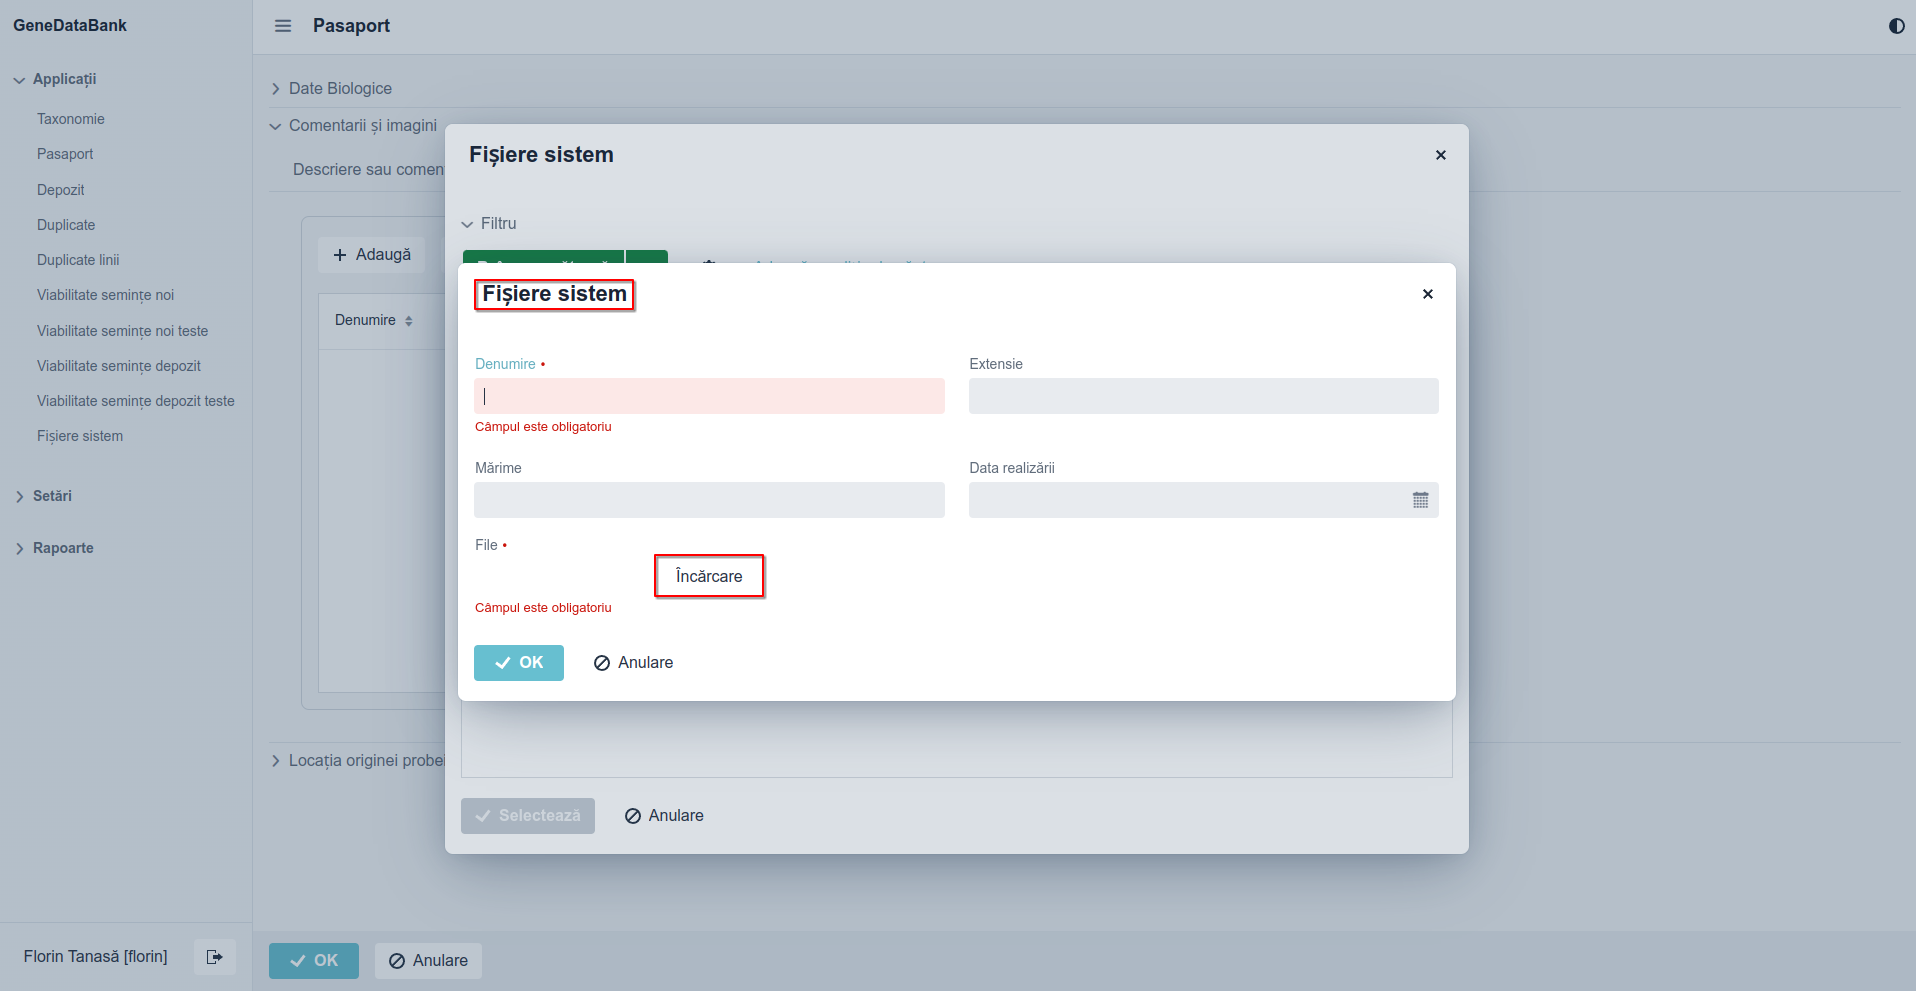 GeneDataBank
Pasaport
Applicații
Taxonomie
Pasaport
Depozit
Duplicate
Duplicate linii
Viabilitate semințe noi
Viabilitate semințe noi teste
Viabilitate semințe depozit
Viabilitate semințe depozit teste
Fișiere sistem
Setări
Rapoarte
Florin Tanasă [florin]
Date Biologice
Comentarii și imagini
Descriere sau comen
Adaugă
Denumire
Locația originei probei
OK
Anulare
Fișiere sistem
Filtru
Fișiere sistem
Denumire •
Extensie
Câmpul este obligatoriu
Mărime
Data realizării
File •
Încărcare
Câmpul este obligatoriu
OK
Anulare
Selectează
Anulare